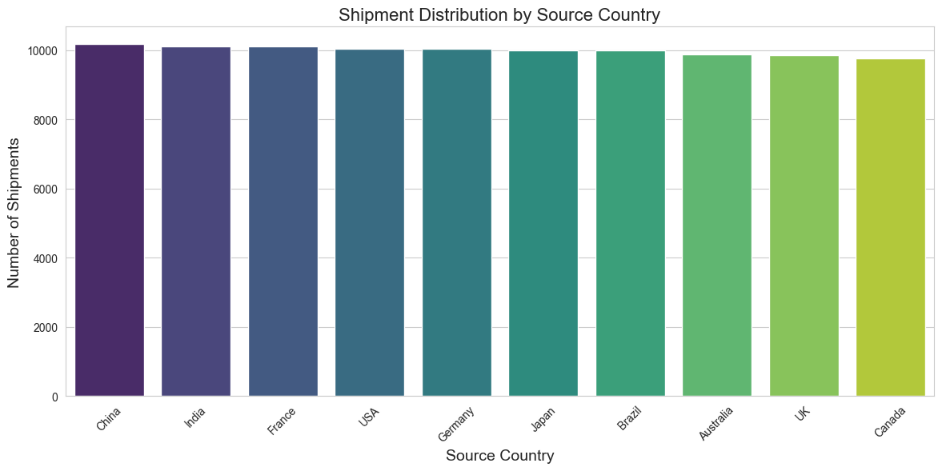 Shipment Distribution by Source Country
Number of Shipments
10000
8000
6000
4000
2000
0
China
India
France
USA
Germany
Japan
Brazil
Australia
UK
Canada
Source Country